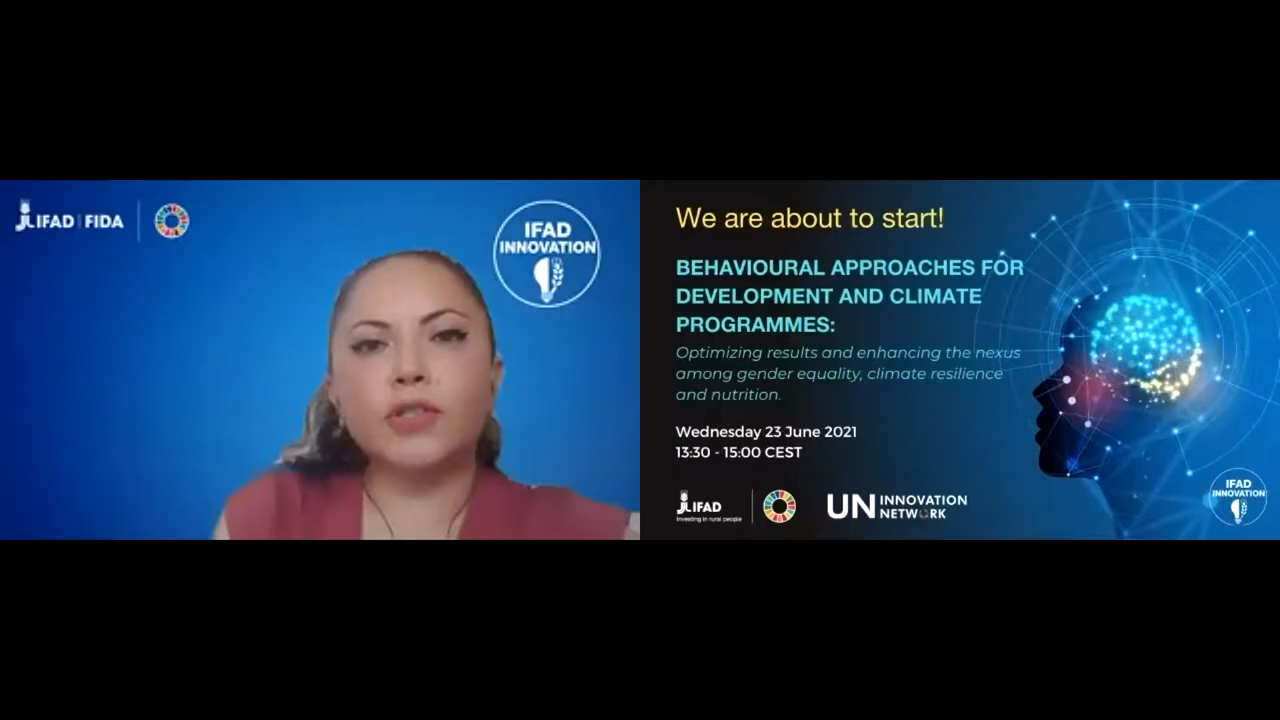 IFAD | FIDA
IFAD
INNOVATION
We are about to start!
BEHAVIOURAL APPROACHES FOR
DEVELOPMENT AND CLIMATE
PROGRAMMES:
Optimizing results and enhancing the nexus
among gender equality, climate resilience
and nutrition.
Wednesday 23 June 2021
13:30 - 15:00 CEST
IFAD
Investing in rural people
UN INNOVATION
NETWORK
IFAD
INNOVATION